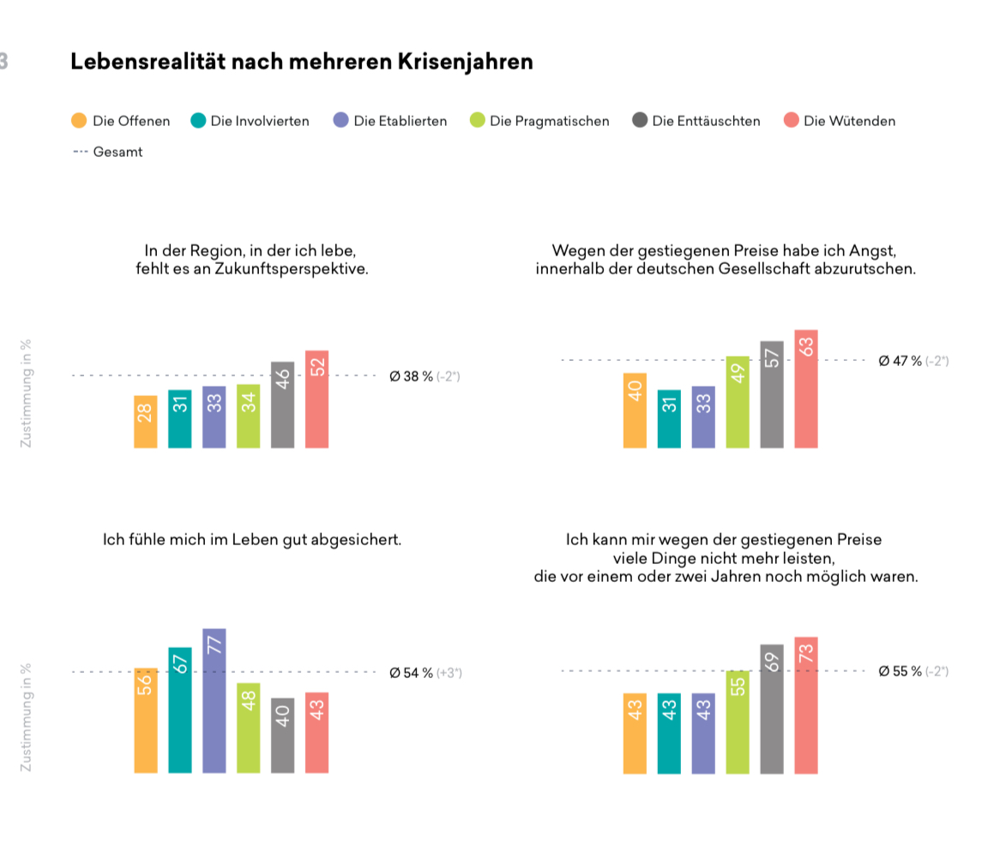 3
Lebensrealität nach mehreren Krisenjahren
Die Offenen Die Involvierten Die Etablierten Die Pragmatischen Die Enttäuschten Die Wütenden
Gesamt
In der Region, in der ich lebe,
fehlt es an Zukunftsperspektive.
Zustimmung in %
28 31 33 34 46 52
Ø 38 % (-2*)
Wegen der gestiegenen Preise habe ich Angst,
innerhalb der deutschen Gesellschaft abzurutschen.
40 31 33 49 57 63
Ø 47 % (-2*)
Ich fühle mich im Leben gut abgesichert.
Zustimmung in %
56 67 77 48 40 43
Ø 54 % (+3*)
Ich kann mir wegen der gestiegenen Preise
viele Dinge nicht mehr leisten,
die vor einem oder zwei Jahren noch möglich waren.
43 43 43 55 69 73
Ø 55 % (-2*)